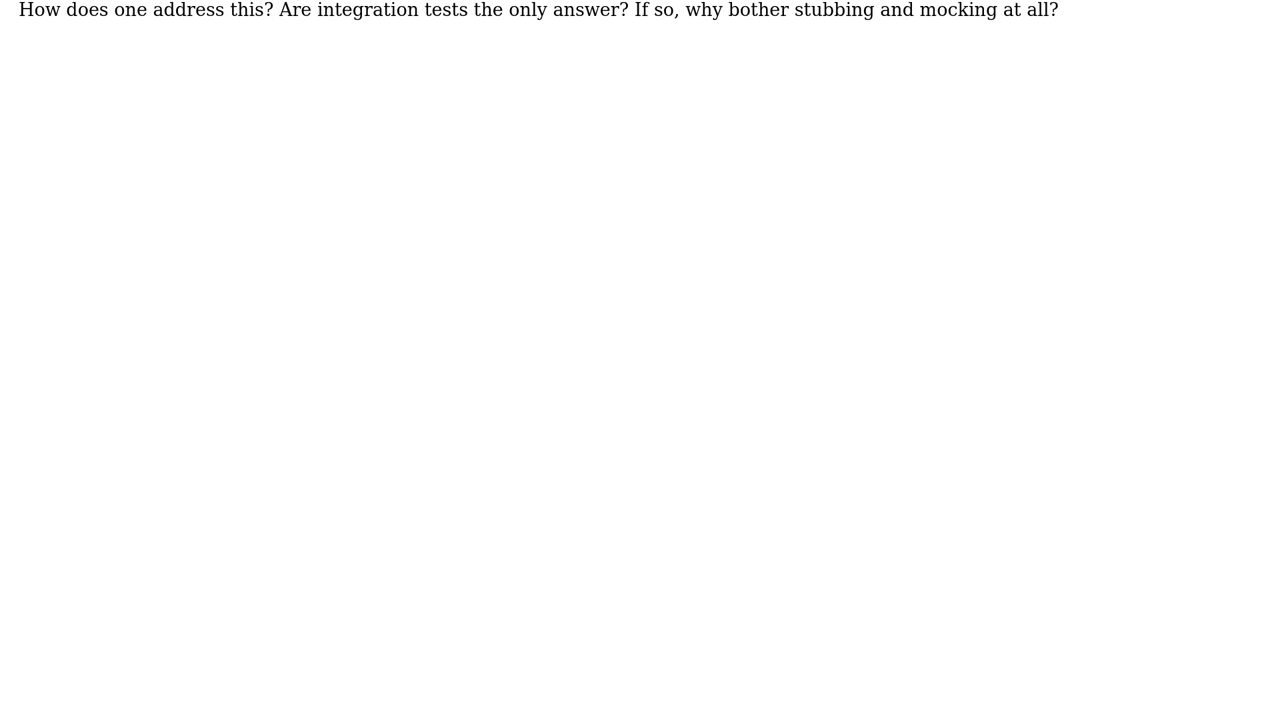 How does one address this? Are integration tests the only answer? If so, why bother stubbing and mocking at all?